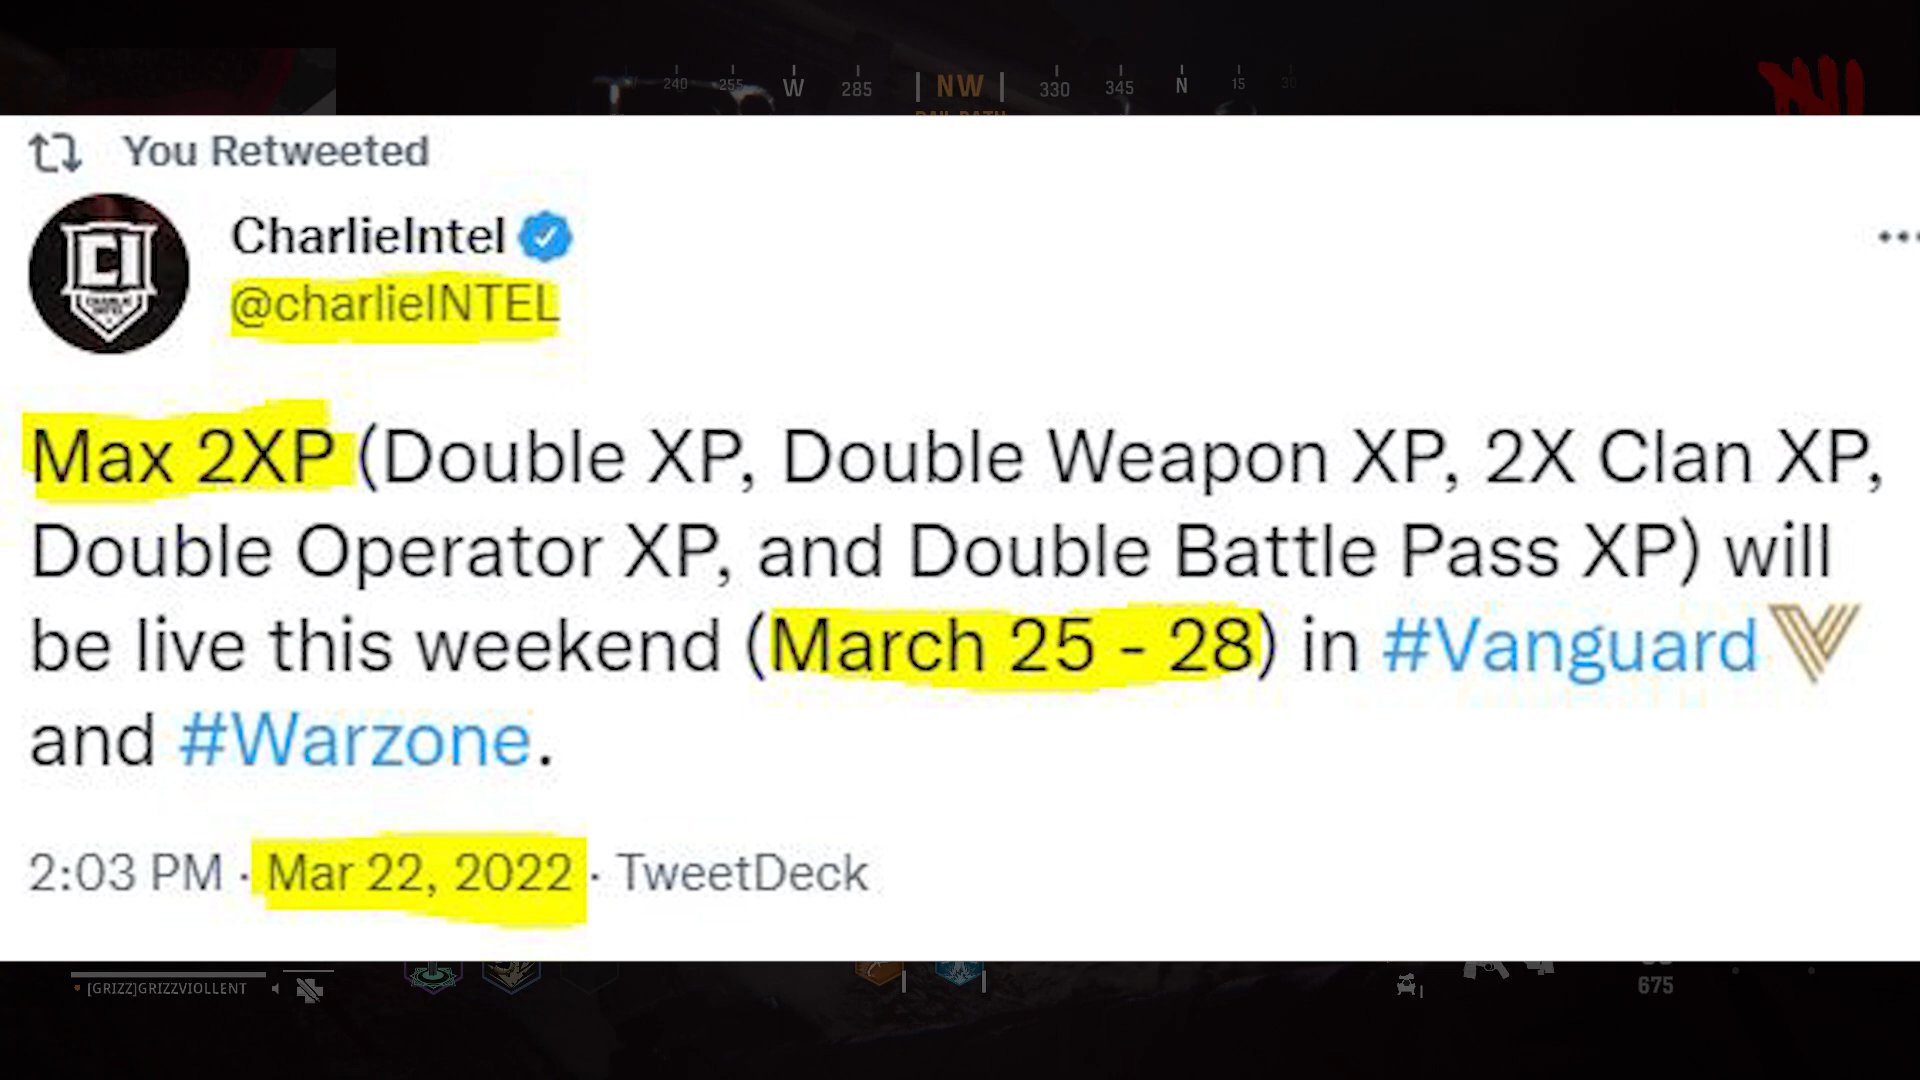 240 255 W 285 NW 330 345 N 15 30
You Retweeted
CI
CharlieIntel
@charlieINTEL
Max 2XP (Double XP, Double Weapon XP, 2X Clan XP,
Double Operator XP, and Double Battle Pass XP) will
be live this weekend (March 25 - 28) in #Vanguard
and #Warzone.
2:03 PM · Mar 22, 2022 · TweetDeck
[GRIZZ]GRIZZVIOLLENT
675